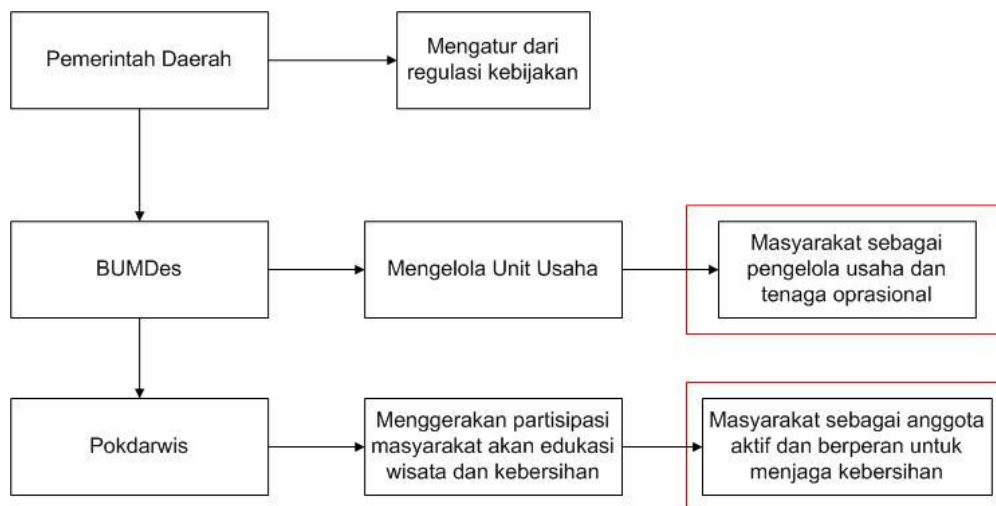 Pemerintah Daerah
Mengatur dari
regulasi kebijakan
BUMDes
Mengelola Unit Usaha
Masyarakat sebagai
pengelola usaha dan
tenaga oprasional
Pokdarwis
Menggerakan partisipasi
masyarakat akan edukasi
wisata dan kebersihan
Masyarakat sebagai anggota
aktif dan berperan untuk
menjaga kebersihan